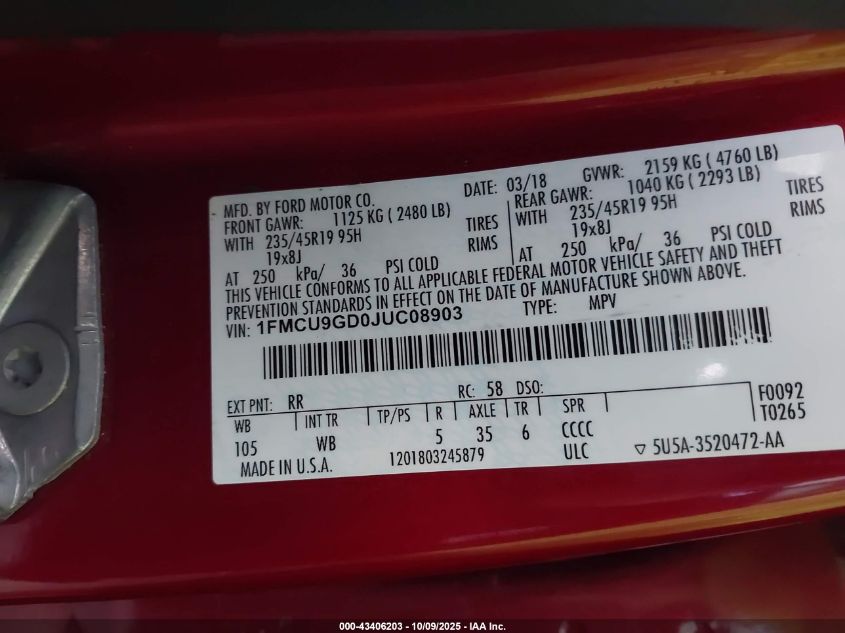 MFD. BY FORD MOTOR CO. DATE: 03/18 GVWR: 2159 KG ( 4760 LB)
FRONT GAWR: 1125 KG ( 2480 LB) REAR GAWR: 1040 KG ( 2293 LB)
WITH 235/45R19 95H TIRES WITH 235/45R19 95H TIRES
19x8J RIMS 19x8J RIMS
AT 250 kPa/ 36 PSI COLD AT 250 kPa/ 36 PSI COLD
THIS VEHICLE CONFORMS TO ALL APPLICABLE FEDERAL MOTOR VEHICLE SAFETY AND THEFT
PREVENTION STANDARDS IN EFFECT ON THE DATE OF MANUFACTURE SHOWN ABOVE.
VIN: 1FMCU9GD0JUC08903 TYPE: MPV
EXT PNT: RR RC: 58 DSO:
WB INT TR TP/PS R AXLE TR SPR F0092
105 WB 5 35 6 CCCC T0265
MADE IN U.S.A. 1201803245879 ULC ▽ 5U5A-3520472-AA
000-43406203 - 10/09/2025 - IAA Inc.